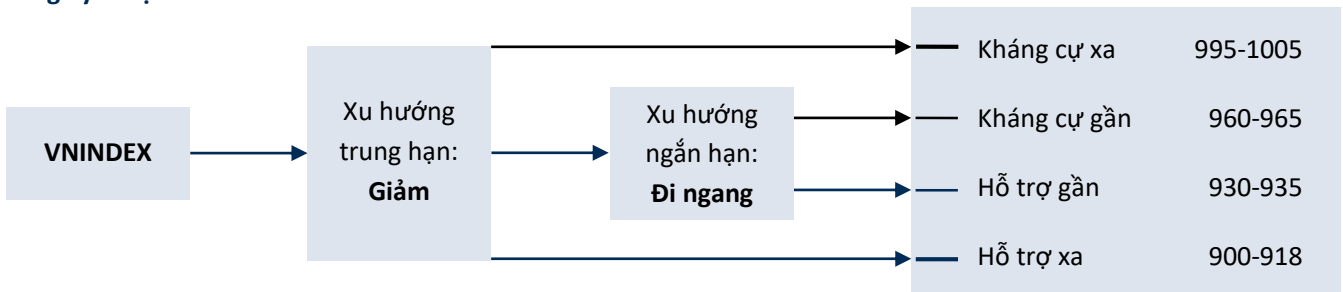 VNINDEX
Xu hướng
trung hạn:
Giảm
Xu hướng
ngắn hạn:
Đi ngang
Kháng cự xa 995-1005
Kháng cự gần 960-965
Hỗ trợ gần 930-935
Hỗ trợ xa 900-918